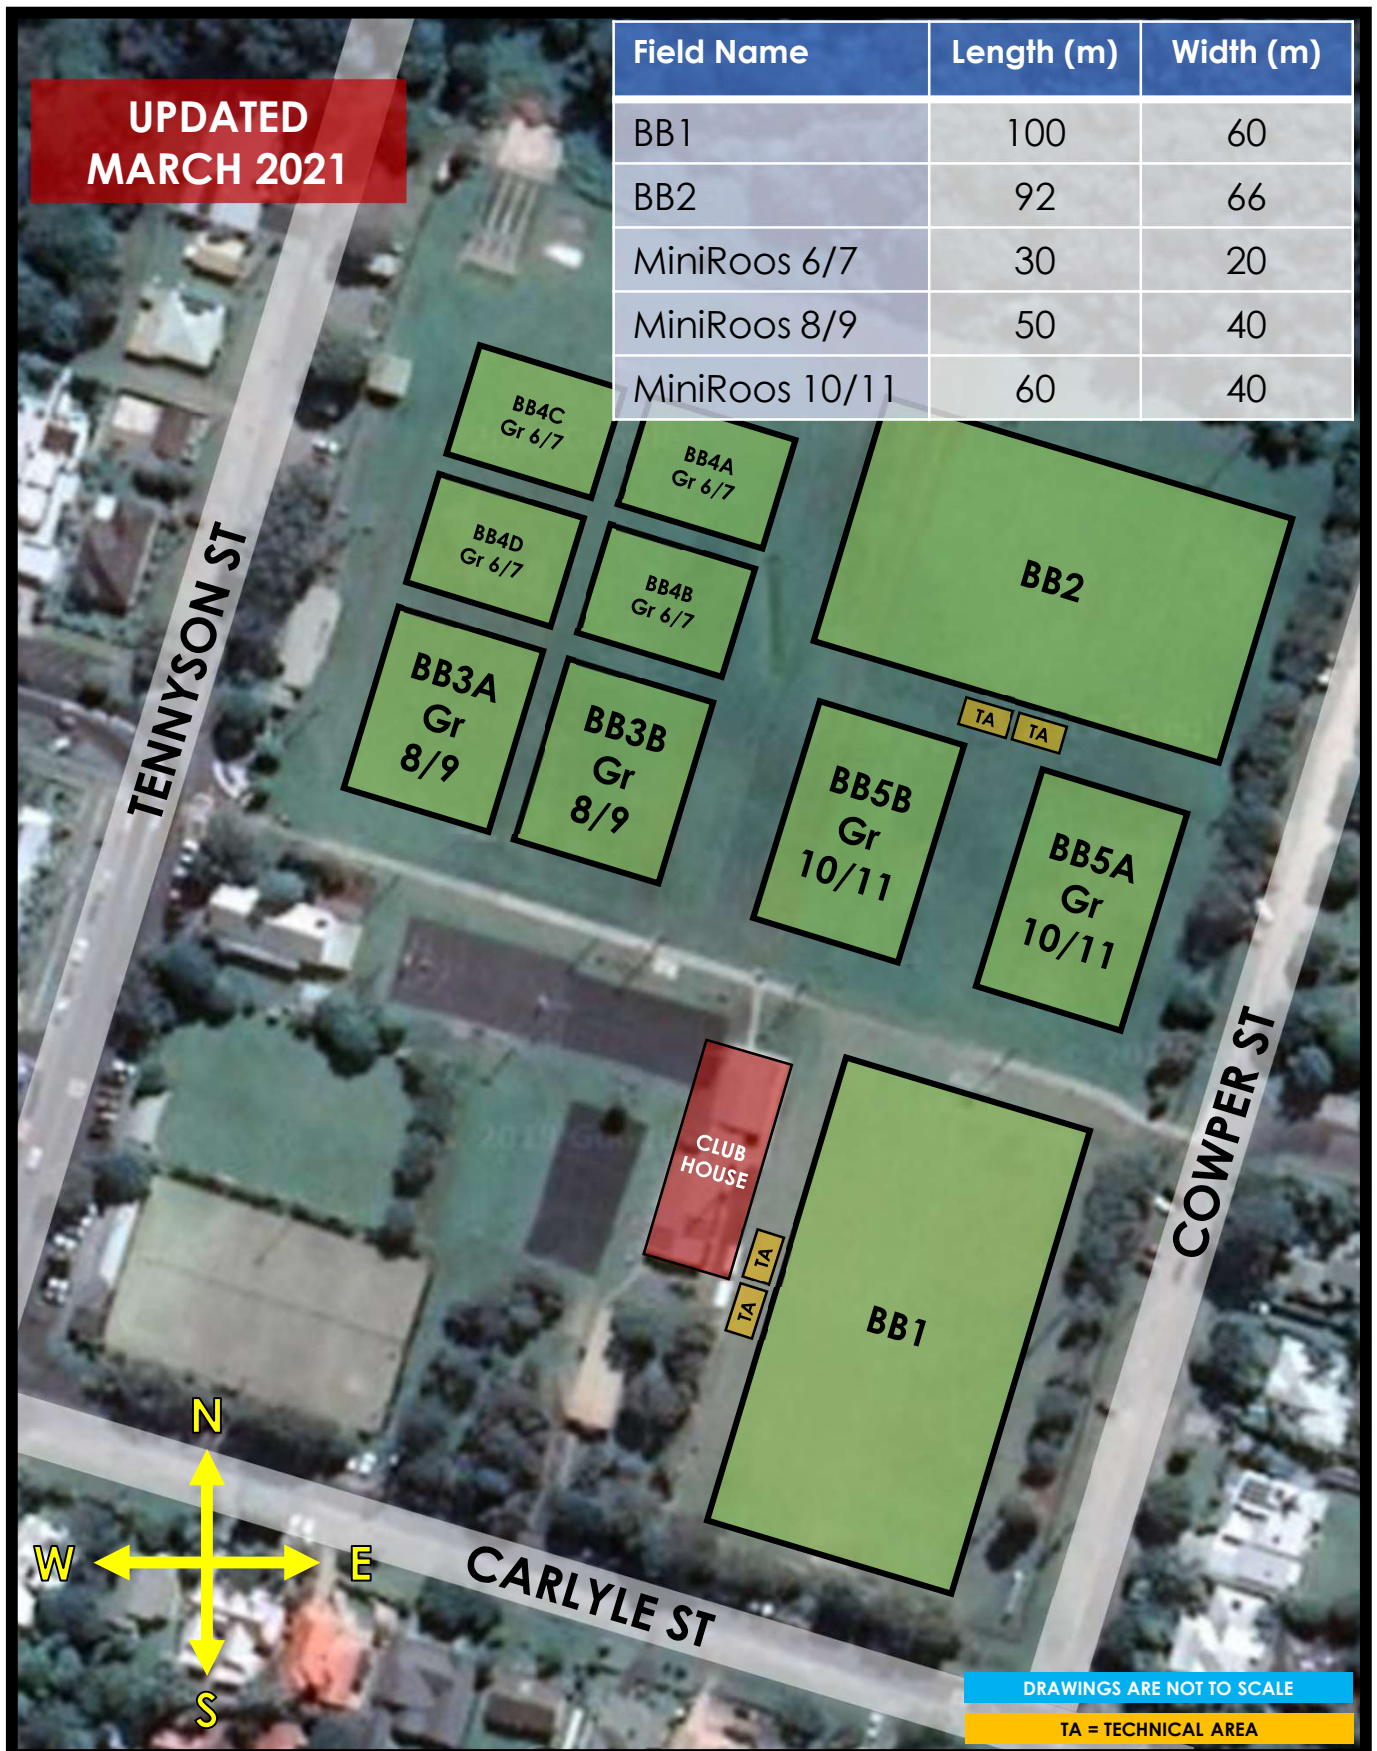 UPDATED
MARCH 2021
Field Name Length (m) Width (m)
BB1 100 60
BB2 92 66
MiniRoos 6/7 30 20
MiniRoos 8/9 50 40
MiniRoos 10/11 60 40
BB4C
Gr 6/7
BB4A
Gr 6/7
BB4D
Gr 6/7
BB4B
Gr 6/7
BB2
BB3A
Gr
8/9
BB3B
Gr
8/9
TA
TA
BB5B
Gr
10/11
BB5A
Gr
10/11
TENNYSON ST
COWPER ST
CLUB
HOUSE
TA
TA
BB1
N
W
E
S
CARLYLE ST
DRAWINGS ARE NOT TO SCALE
TA = TECHNICAL AREA